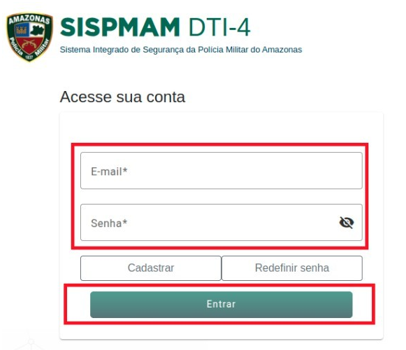 AMAZONAS
SISPMAM DTI-4
Sistema Integrado de Segurança da Polícia Militar do Amazonas
Acesse sua conta
E-mail*
Senha*
Cadastrar
Redefinir senha
Entrar